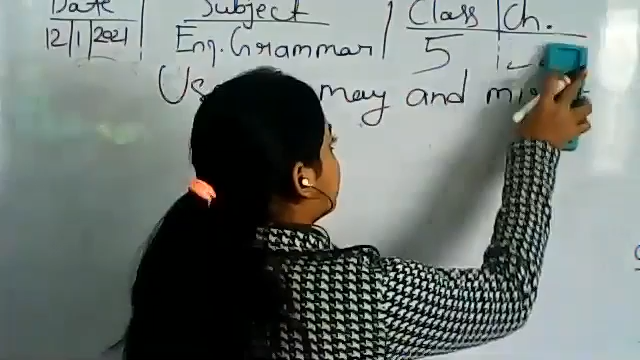 Date Subject Class Ch.
12 1 2021 Eng. Grammar 5
may and